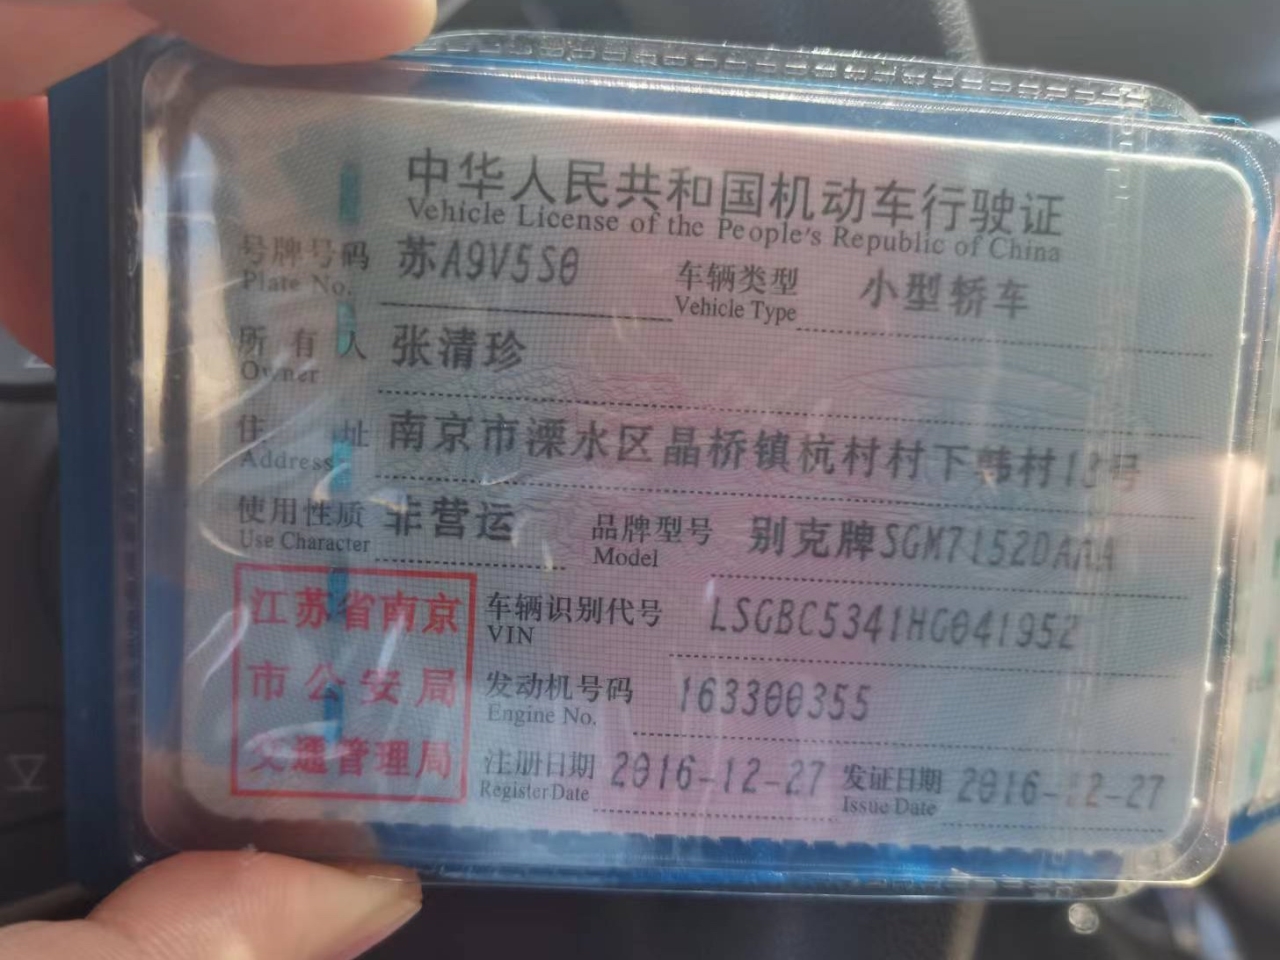 中华人民共和国机动车行驶证
Vehicle License of the People's Republic of China
号牌号码 苏A9V5S0 车辆类型 小型轿车
Plate No. Vehicle Type
所有人 张清珍
Owner
住址 南京市溧水区晶桥镇杭村村下韩村 号
Address
使用性质 非营运 品牌型号 别克牌SGM7152DAAA
Use Character Model
江苏省南京
市公安局
交通管理局
车辆识别代号 LSGBC5341HG041952
VIN
发动机号码 163300355
Engine No.
注册日期 2016-12-27 发证日期 2016-12-27
Register Date Issue Date